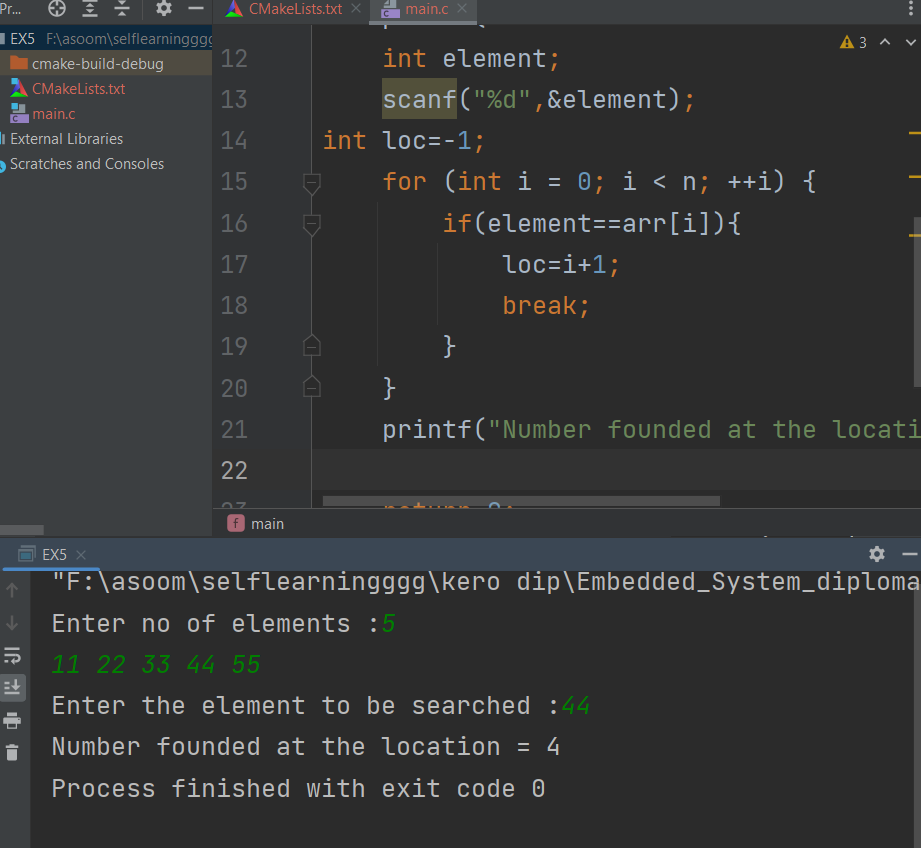 Pr...
CMakeLists.txt
main.c
EX5 F:\asoom\selflearningggg
cmake-build-debug
CMakeLists.txt
main.c
External Libraries
Scratches and Consoles
3
12 int element;
13 scanf("%d",&element);
14 int loc=-1;
15 for (int i = 0; i < n; ++i) {
16 if(element==arr[i]){
17 loc=i+1;
18 break;
19 }
20 }
21 printf("Number founded at the locati
22
f main
EX5
"F:\asoom\selflearningggg\kero dip\Embedded_System_diploma
Enter no of elements :5
11 22 33 44 55
Enter the element to be searched :44
Number founded at the location = 4
Process finished with exit code 0